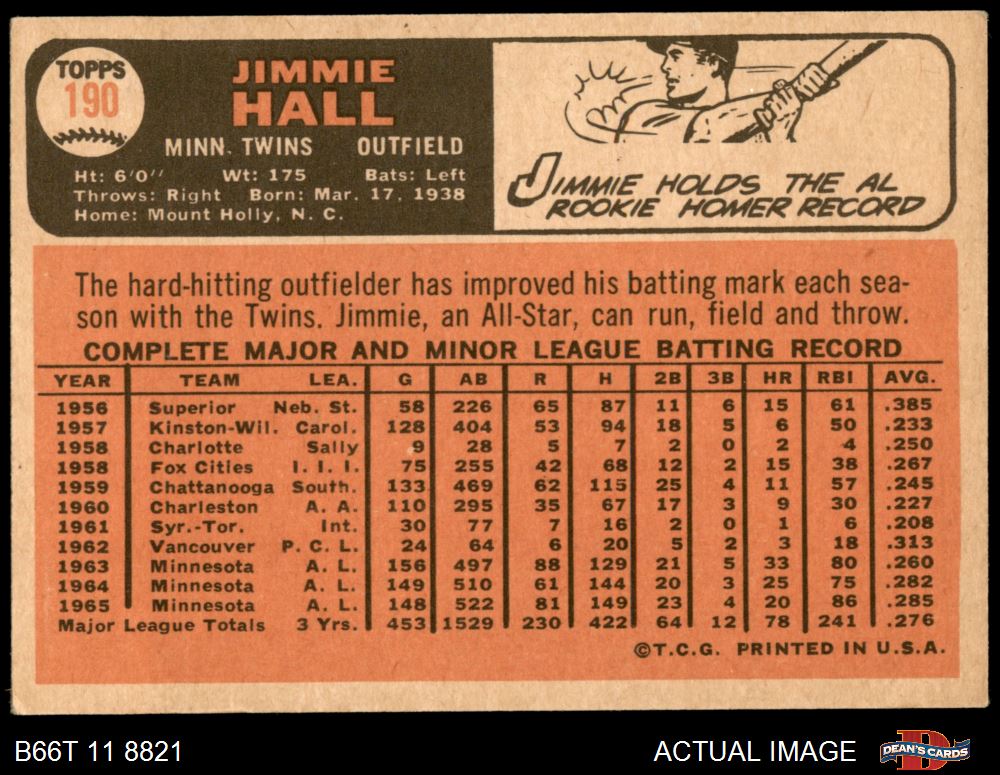 TOPPS
190
JIMMIE
HALL
MINN. TWINS OUTFIELD
Ht: 6'0'' Wt: 175 Bats: Left
Throws: Right Born: Mar. 17, 1938
Home: Mount Holly, N. C.
JIMMIE HOLDS THE AL
ROOKIE HOMER RECORD
The hard-hitting outfielder has improved his batting mark each sea-
son with the Twins. Jimmie, an All-Star, can run, field and throw.
COMPLETE MAJOR AND MINOR LEAGUE BATTING RECORD
YEAR TEAM LEA. G AB R H 2B 3B HR RBI AVG.
1956 Superior Neb. St. 58 226 65 87 11 6 15 61 .385
1957 Kinston-Wil. Carol. 128 404 53 94 18 5 6 50 .233
1958 Charlotte Sally 9 28 5 7 2 0 2 4 .250
1958 Fox Cities I. I. I. 75 255 42 68 12 2 15 38 .267
1959 Chattanooga South. 133 469 62 115 25 4 11 57 .245
1960 Charleston A. A. 110 295 35 67 17 3 9 30 .227
1961 Syr.-Tor. Int. 30 77 7 16 2 0 1 6 .208
1962 Vancouver P. C. L. 24 64 6 20 5 2 3 18 .313
1963 Minnesota A. L. 156 497 88 129 21 5 33 80 .260
1964 Minnesota A. L. 149 510 61 144 20 3 25 75 .282
1965 Minnesota A. L. 148 522 81 149 23 4 20 86 .285
Major League Totals 3 Yrs. 453 1529 230 422 64 12 78 241 .276
©T.C.G. PRINTED IN U.S.A.
B66T 11 8821 ACTUAL IMAGE
D
DEAN'S CARDS